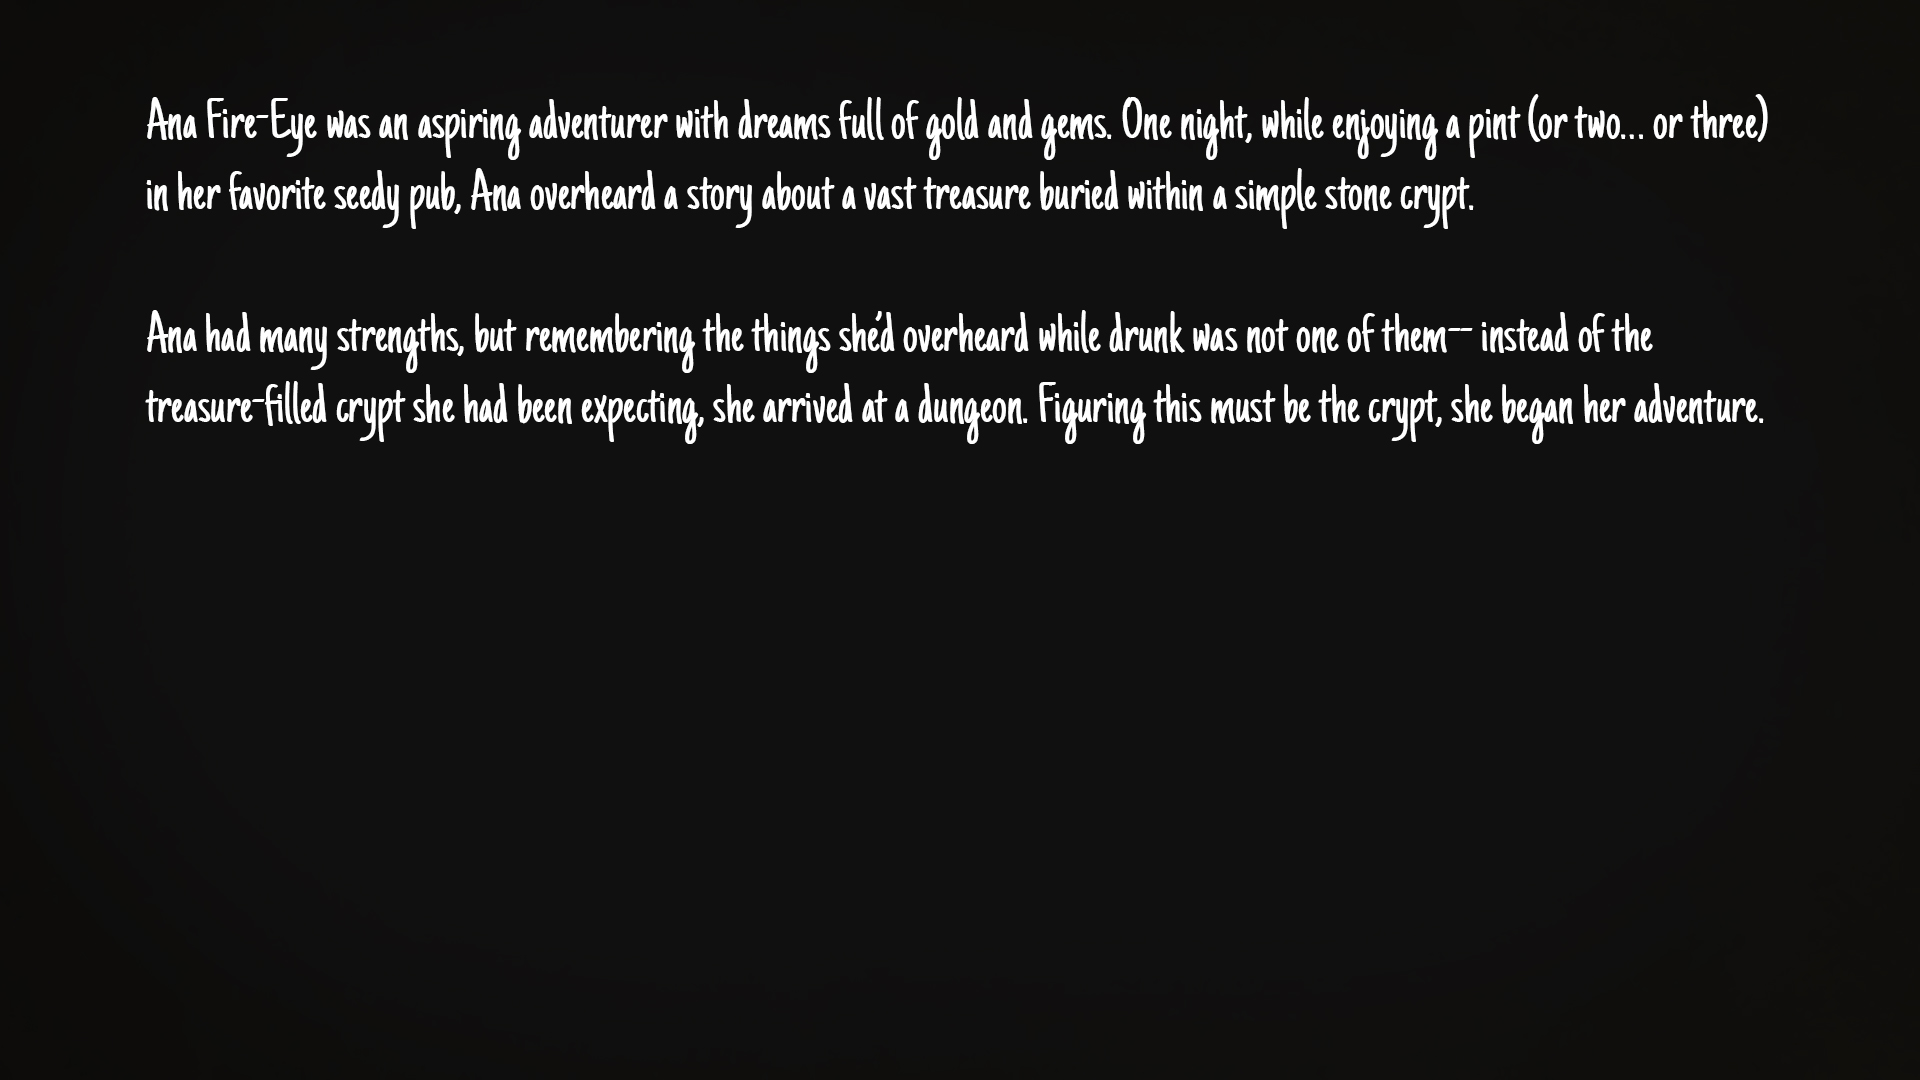 Ana Fire-Eye was an aspiring adventurer with dreams full of gold and gems. One night, while enjoying a pint (or two... or three)
in her favorite seedy pub, Ana overheard a story about a vast treasure buried within a simple stone crypt.
Ana had many strengths, but remembering the things she'd overheard while drunk was not one of them-- instead of the
treasure-filled crypt she had been expecting, she arrived at a dungeon. Figuring this must be the crypt, she began her adventure.